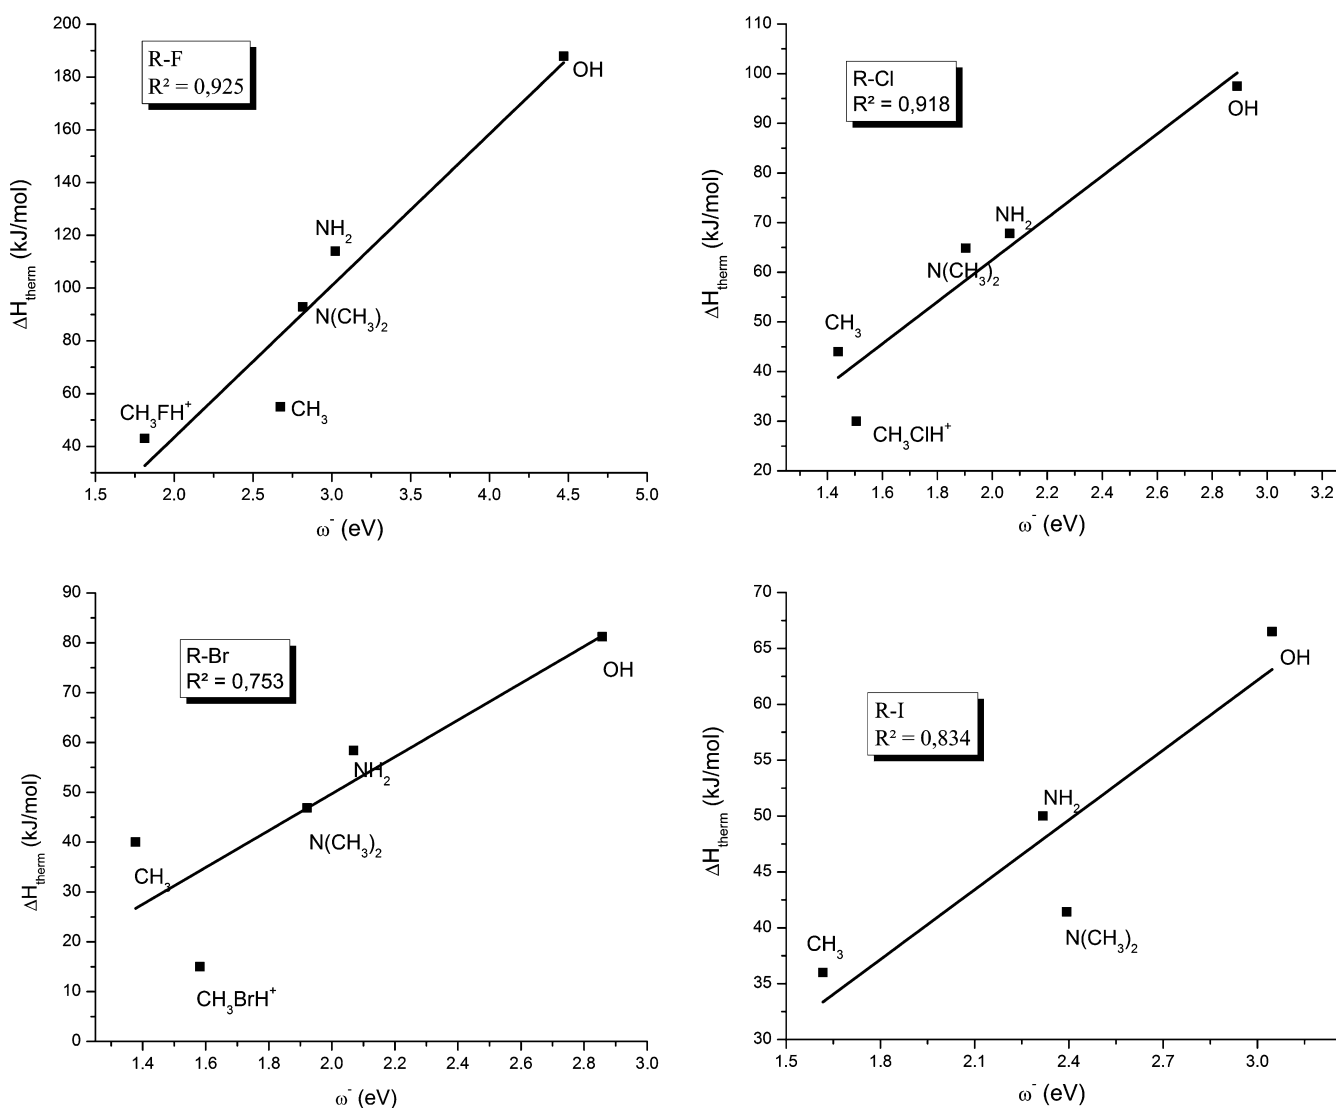 200
180
160
140
120
100
80
60
40
ΔH_therm (kJ/mol)
R-F
R² = 0,925
OH
NH₂
N(CH₃)₂
CH₃
CH₃FH⁺
1.5 2.0 2.5 3.0 3.5 4.0 4.5 5.0
ω⁻ (eV)
110
100
90
80
70
60
50
40
30
20
ΔH_therm (kJ/mol)
R-Cl
R² = 0,918
OH
NH₂
N(CH₃)₂
CH₃
CH₃ClH⁺
1.4 1.6 1.8 2.0 2.2 2.4 2.6 2.8 3.0 3.2
ω⁻ (eV)
90
80
70
60
50
40
30
20
10
0
ΔH_therm (kJ/mol)
R-Br
R² = 0,753
OH
NH₂
N(CH₃)₂
CH₃
CH₃BrH⁺
1.4 1.6 1.8 2.0 2.2 2.4 2.6 2.8 3.0
ω⁻ (eV)
70
65
60
55
50
45
40
35
30
ΔH_therm (kJ/mol)
R-I
R² = 0,834
OH
NH₂
N(CH₃)₂
CH₃
1.5 1.8 2.1 2.4 2.7 3.0
ω⁻ (eV)